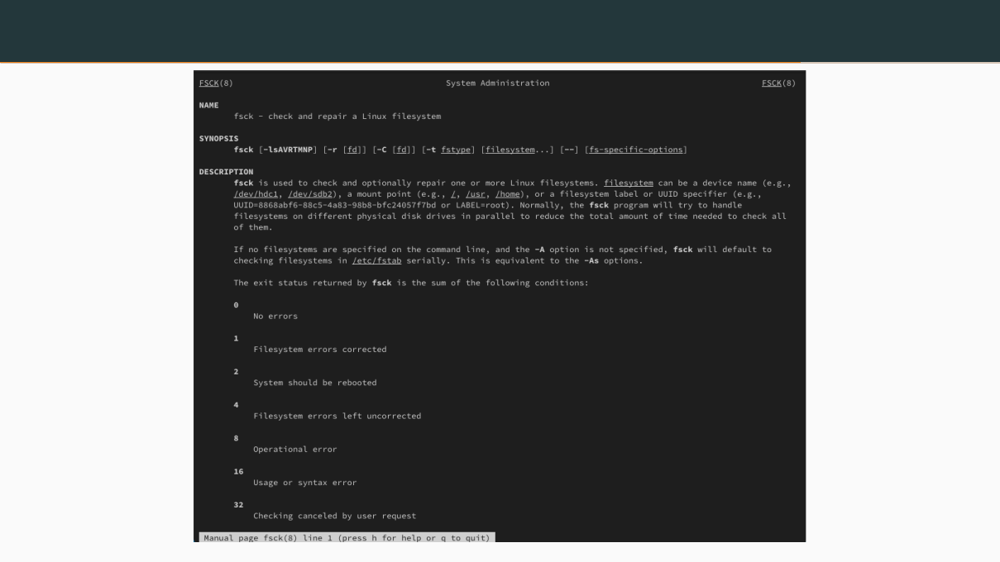 FSCK(8) System Administration FSCK(8)
NAME
fsck - check and repair a Linux filesystem
SYNOPSIS
fsck [-lsAVRTMNP] [-r [fd]] [-C [fd]] [-t fstype] [filesystem...] [--] [fs-specific-options]
DESCRIPTION
fsck is used to check and optionally repair one or more Linux filesystems. filesystem can be a device name (e.g.,
/dev/hdc1, /dev/sdb2), a mount point (e.g., /, /usr, /home), or a filesystem label or UUID specifier (e.g.,
UUID=8868abf6-88c5-4a83-98b8-bfc24057f7bd or LABEL=root). Normally, the fsck program will try to handle
filesystems on different physical disk drives in parallel to reduce the total amount of time needed to check all
of them.
If no filesystems are specified on the command line, and the -A option is not specified, fsck will default to
checking filesystems in /etc/fstab serially. This is equivalent to the -As options.
The exit status returned by fsck is the sum of the following conditions:
0
No errors
1
Filesystem errors corrected
2
System should be rebooted
4
Filesystem errors left uncorrected
8
Operational error
16
Usage or syntax error
32
Checking canceled by user request
Manual page fsck(8) line 1 (press h for help or q to quit)